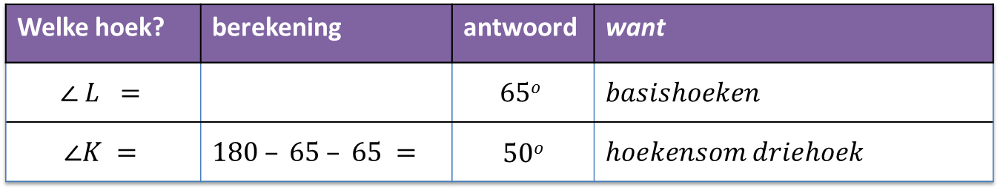 Welke hoek? berekening antwoord want
∠ L = 65° basishoeken
∠K = 180 – 65 – 65 = 50° hoekensom driehoek